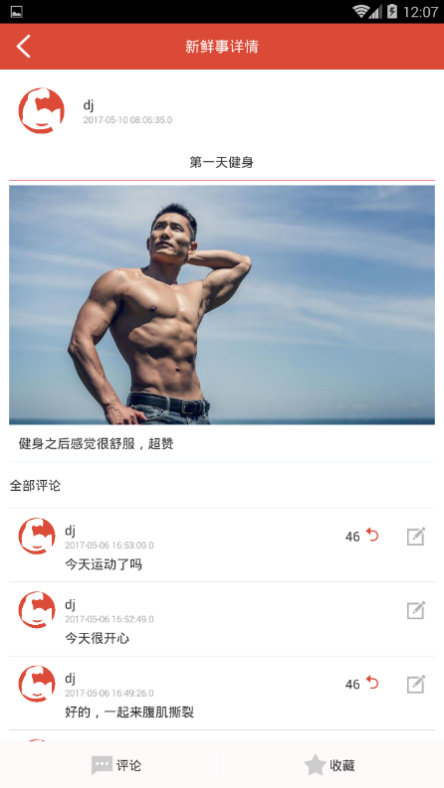 12:07
新鲜事详情
dj
2017-05-10 08:06:35.0
第一天健身
健身之后感觉很舒服，超赞
全部评论
dj
46
2017-05-06 16:53:09.0
今天运动了吗
dj
2017-05-06 16:52:49.0
今天很开心
dj
46
2017-05-06 16:49:26.0
好的，一起来腹肌撕裂
评论
收藏